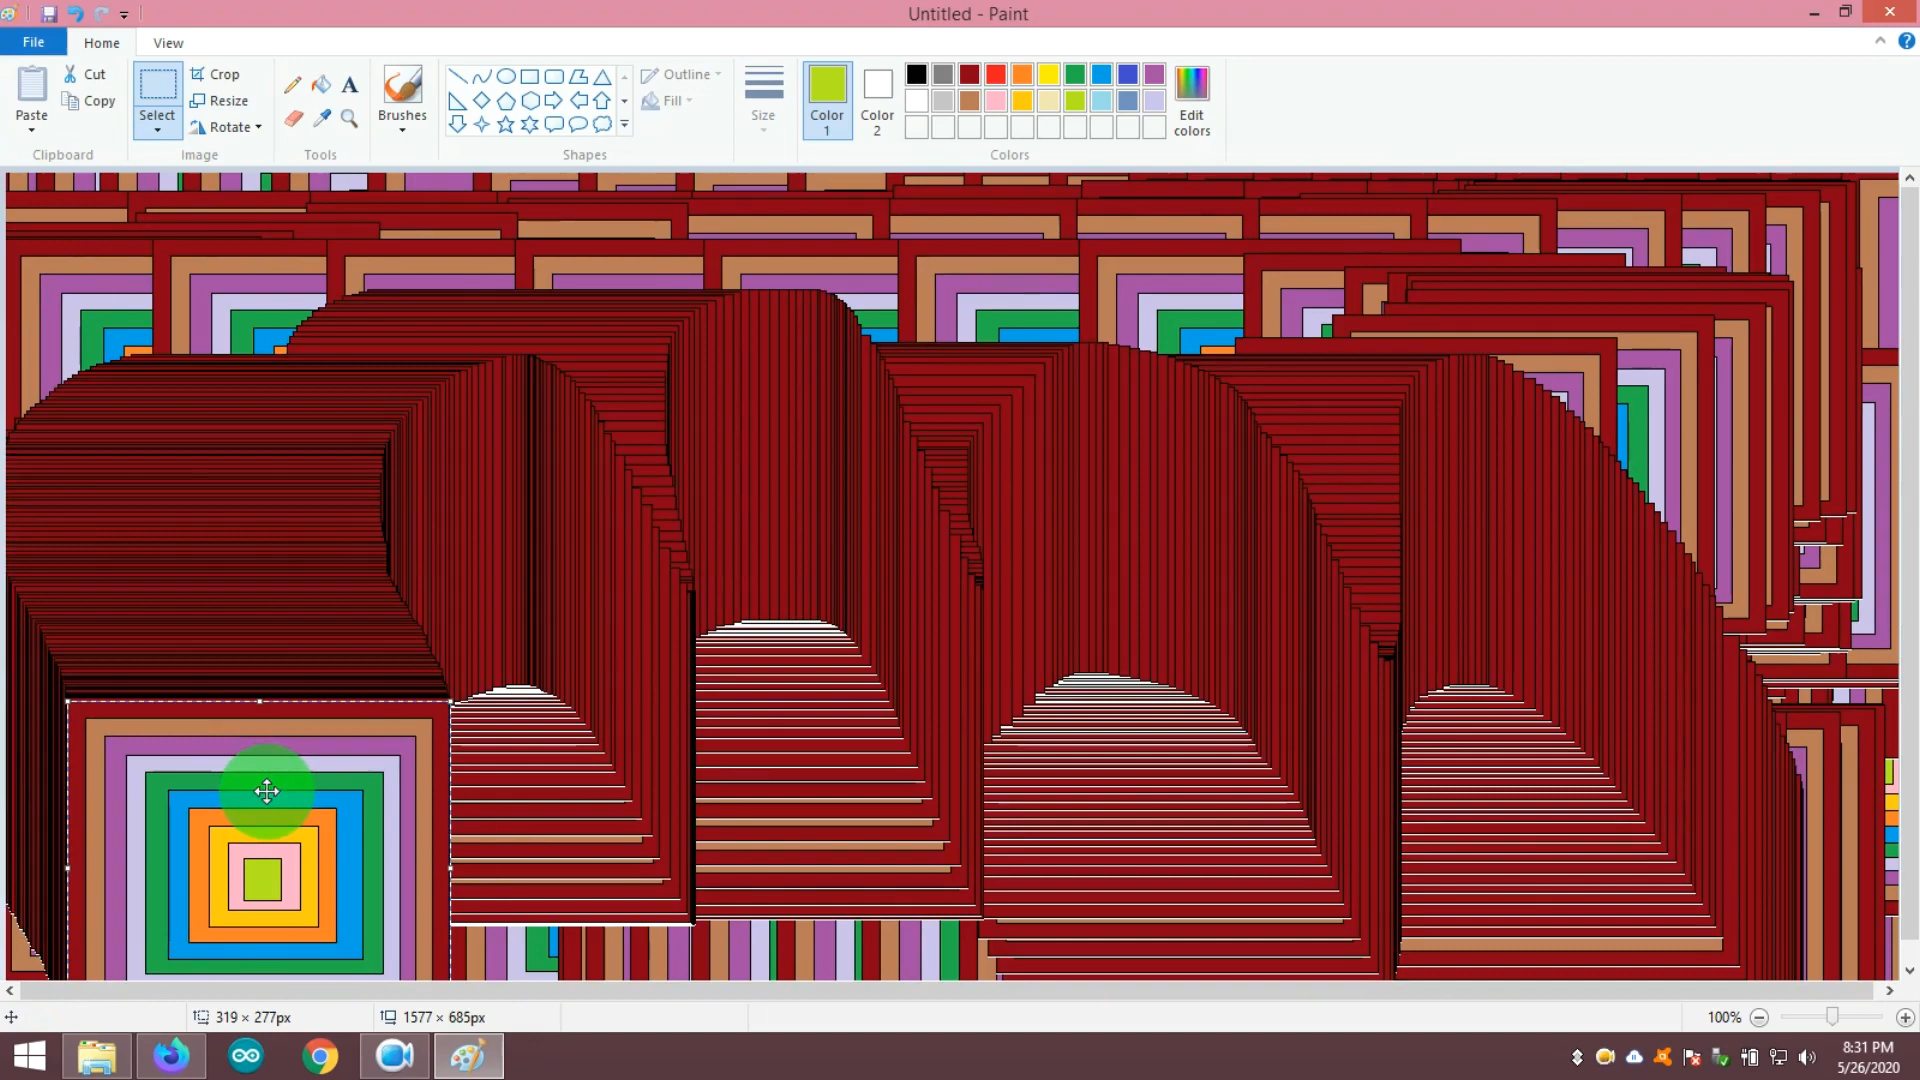 Untitled - Paint
File
Home
View
Paste
Cut
Copy
Clipboard
Select
Crop
Resize
Rotate
Image
A
Tools
Brushes
Shapes
Outline
Fill
Size
Color
1
Color
2
Colors
Edit
colors
319 × 277px
1577 × 685px
100%
8:31 PM
5/26/2020